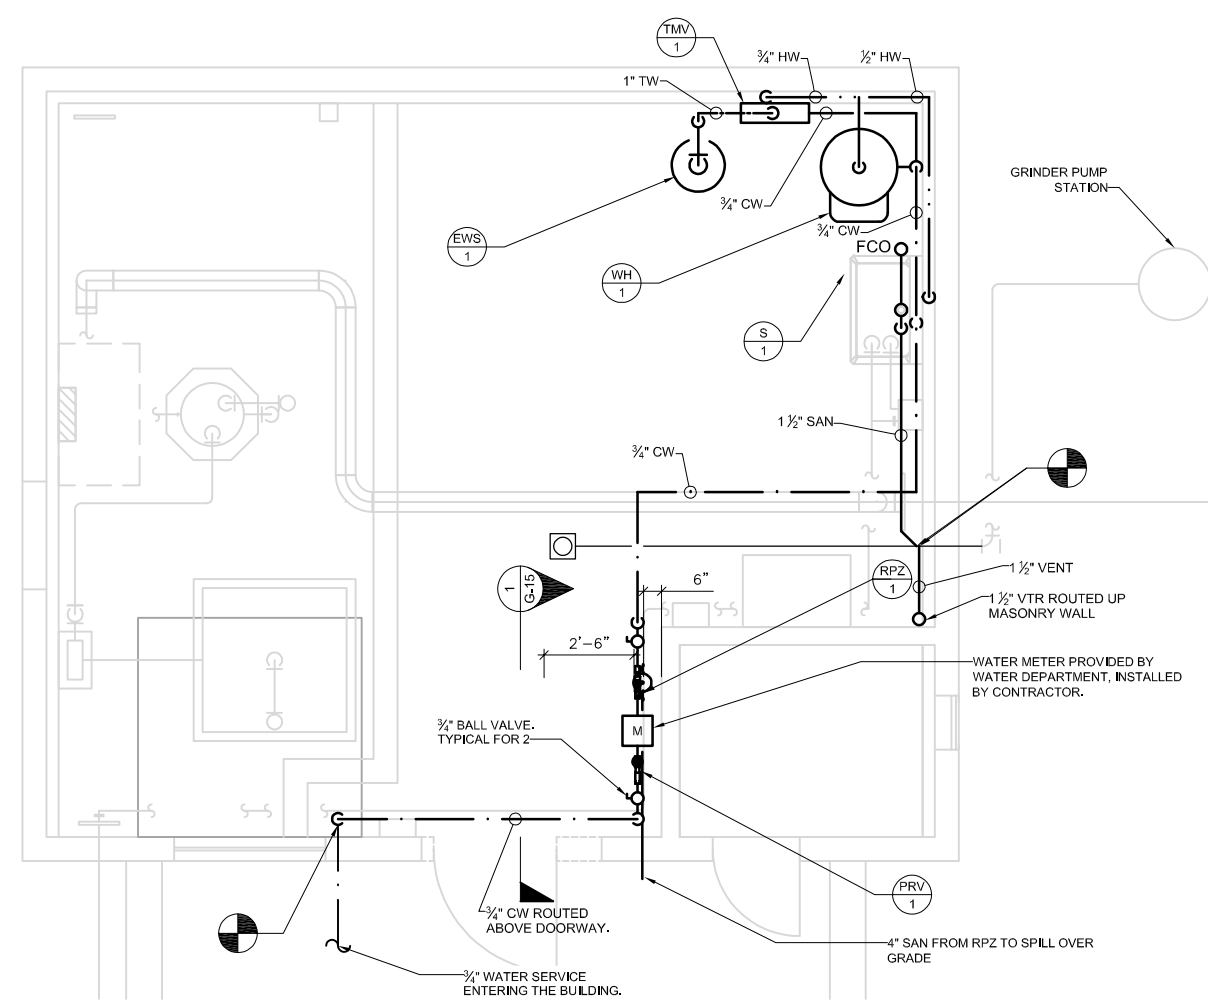 TMV
1
¾" HW
½" HW
1" TW
¾" CW
GRINDER PUMP
STATION
EWS
1
¾" CW
FCO
WH
1
S
1
1 ½" SAN
¾" CW
1
G-15
6"
RPZ
1
1 ½" VENT
1 ½" VTR ROUTED UP
MASONRY WALL
2'-6"
WATER METER PROVIDED BY
WATER DEPARTMENT, INSTALLED
BY CONTRACTOR.
¾" BALL VALVE.
TYPICAL FOR 2
M
PRV
1
¾" CW ROUTED
ABOVE DOORWAY.
4" SAN FROM RPZ TO SPILL OVER
GRADE
¾" WATER SERVICE
ENTERING THE BUILDING.